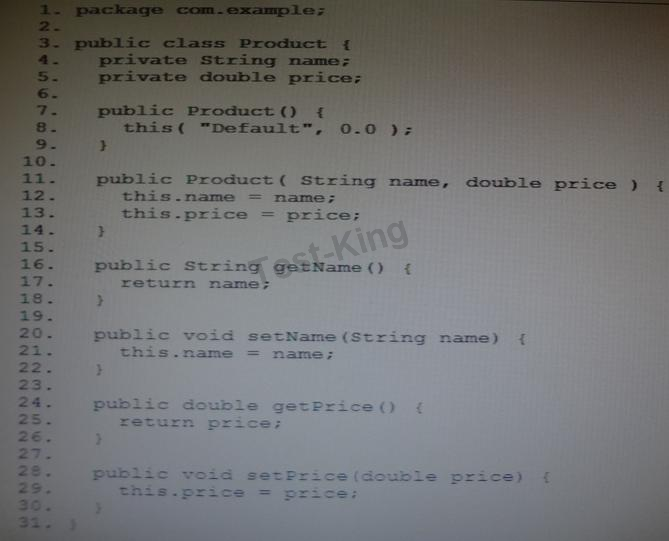 1. package com.example;
2.
3. public class Product {
4. private String name;
5. private double price;
6.
7. public Product() {
8. this( "Default", 0.0 );
9. }
10.
11. public Product( String name, double price ) {
12. this.name = name;
13. this.price = price;
14. }
15.
Test-King
16. public String getName() {
17. return name;
18. }
19.
20. public void setName(String name) {
21. this.name = name;
22. }
23.
24. public double getPrice() {
25. return price;
26. }
27.
28. public void setPrice(double price) {
29. this.price = price;
30. }
31. }